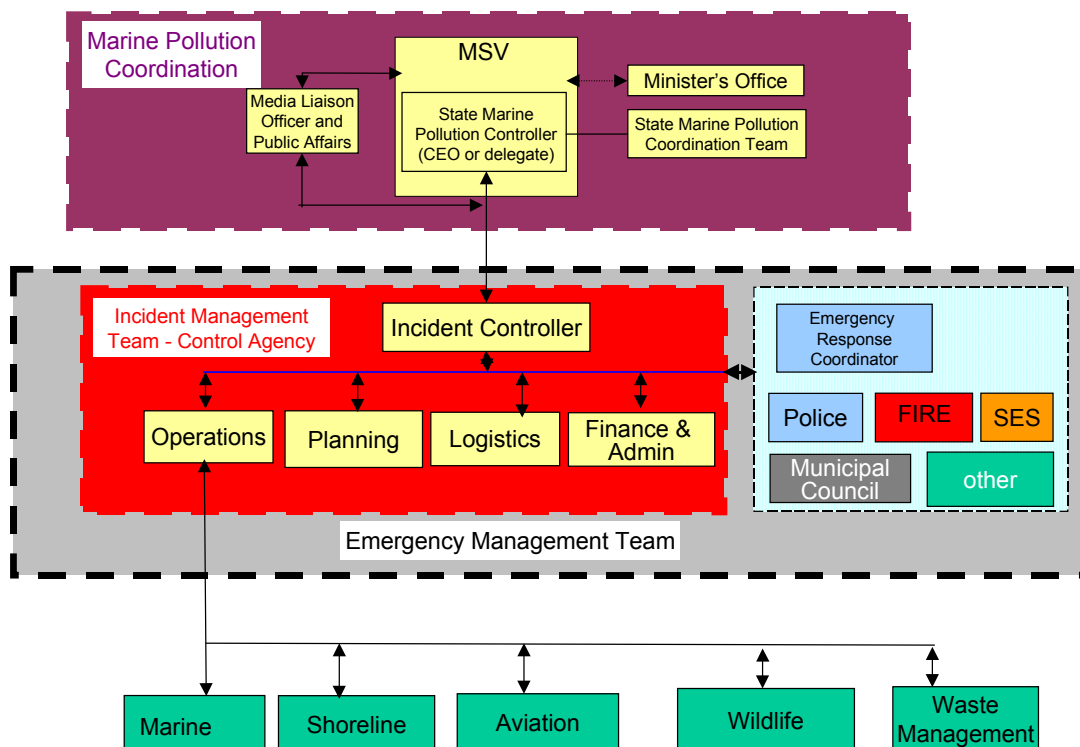 Marine Pollution
Coordination
MSV
Media Liaison
Officer and
Public Affairs
State Marine
Pollution Controller
(CEO or delegate)
Minister's Office
State Marine Pollution
Coordination Team
Incident Management
Team - Control Agency
Incident Controller
Operations
Planning
Logistics
Finance &
Admin
Emergency
Response
Coordinator
Police
FIRE
SES
Municipal
Council
other
Emergency Management Team
Marine
Shoreline
Aviation
Wildlife
Waste
Management